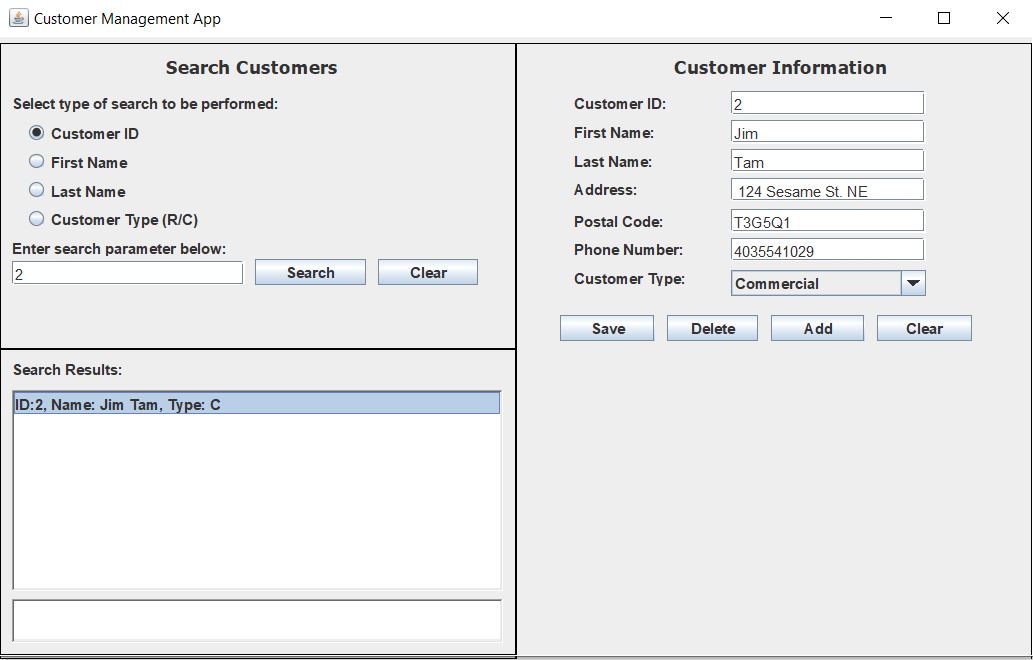 Customer Management App
Search Customers
Select type of search to be performed:
Customer ID
First Name
Last Name
Customer Type (R/C)
Enter search parameter below:
2
Search
Clear
Search Results:
ID:2, Name: Jim Tam, Type: C
Customer Information
Customer ID: 2
First Name: Jim
Last Name: Tam
Address: 124 Sesame St. NE
Postal Code: T3G5Q1
Phone Number: 4035541029
Customer Type: Commercial
Save Delete Add Clear